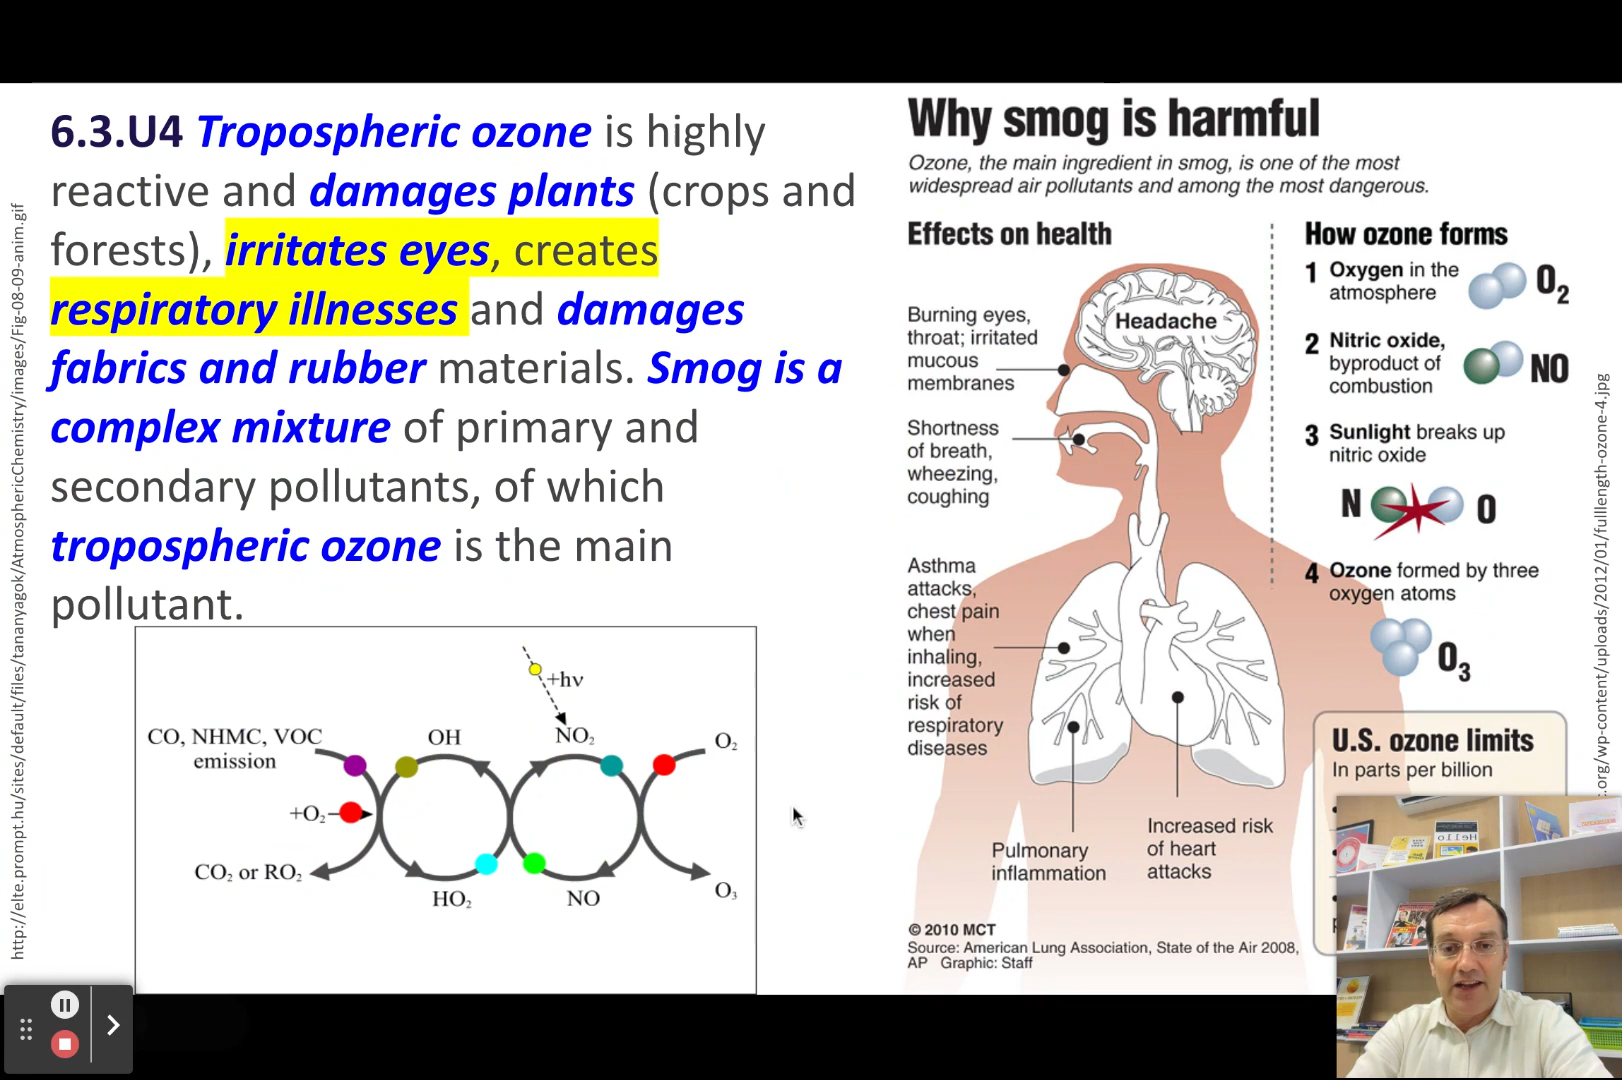 6.3.U4 Tropospheric ozone is highly
reactive and damages plants (crops and
forests), irritates eyes, creates
respiratory illnesses and damages
fabrics and rubber materials. Smog is a
complex mixture of primary and
secondary pollutants, of which
tropospheric ozone is the main
pollutant.
http://elte.prompt.hu/sites/default/files/tananyagok/AtmosphericChemistry/images/Fig-08-09-anim.gif
+hν
CO, NHMC, VOC
emission
OH
NO₂
O₂
+O₂
CO₂ or RO₂
HO₂
NO
O₃
Why smog is harmful
Ozone, the main ingredient in smog, is one of the most
widespread air pollutants and among the most dangerous.
Effects on health
Headache
Burning eyes,
throat; irritated
mucous
membranes
Shortness
of breath,
wheezing,
coughing
Asthma
attacks,
chest pain
when
inhaling,
increased
risk of
respiratory
diseases
Pulmonary
inflammation
Increased risk
of heart
attacks
How ozone forms
1 Oxygen in the
atmosphere
O₂
2 Nitric oxide,
byproduct of
combustion
NO
3 Sunlight breaks up
nitric oxide
N O
4 Ozone formed by three
oxygen atoms
O₃
U.S. ozone limits
In parts per billion
© 2010 MCT
Source: American Lung Association, State of the Air 2008,
AP Graphic: Staff
.org/wp-content/uploads/2012/01/fulllength-ozone-4.jpg